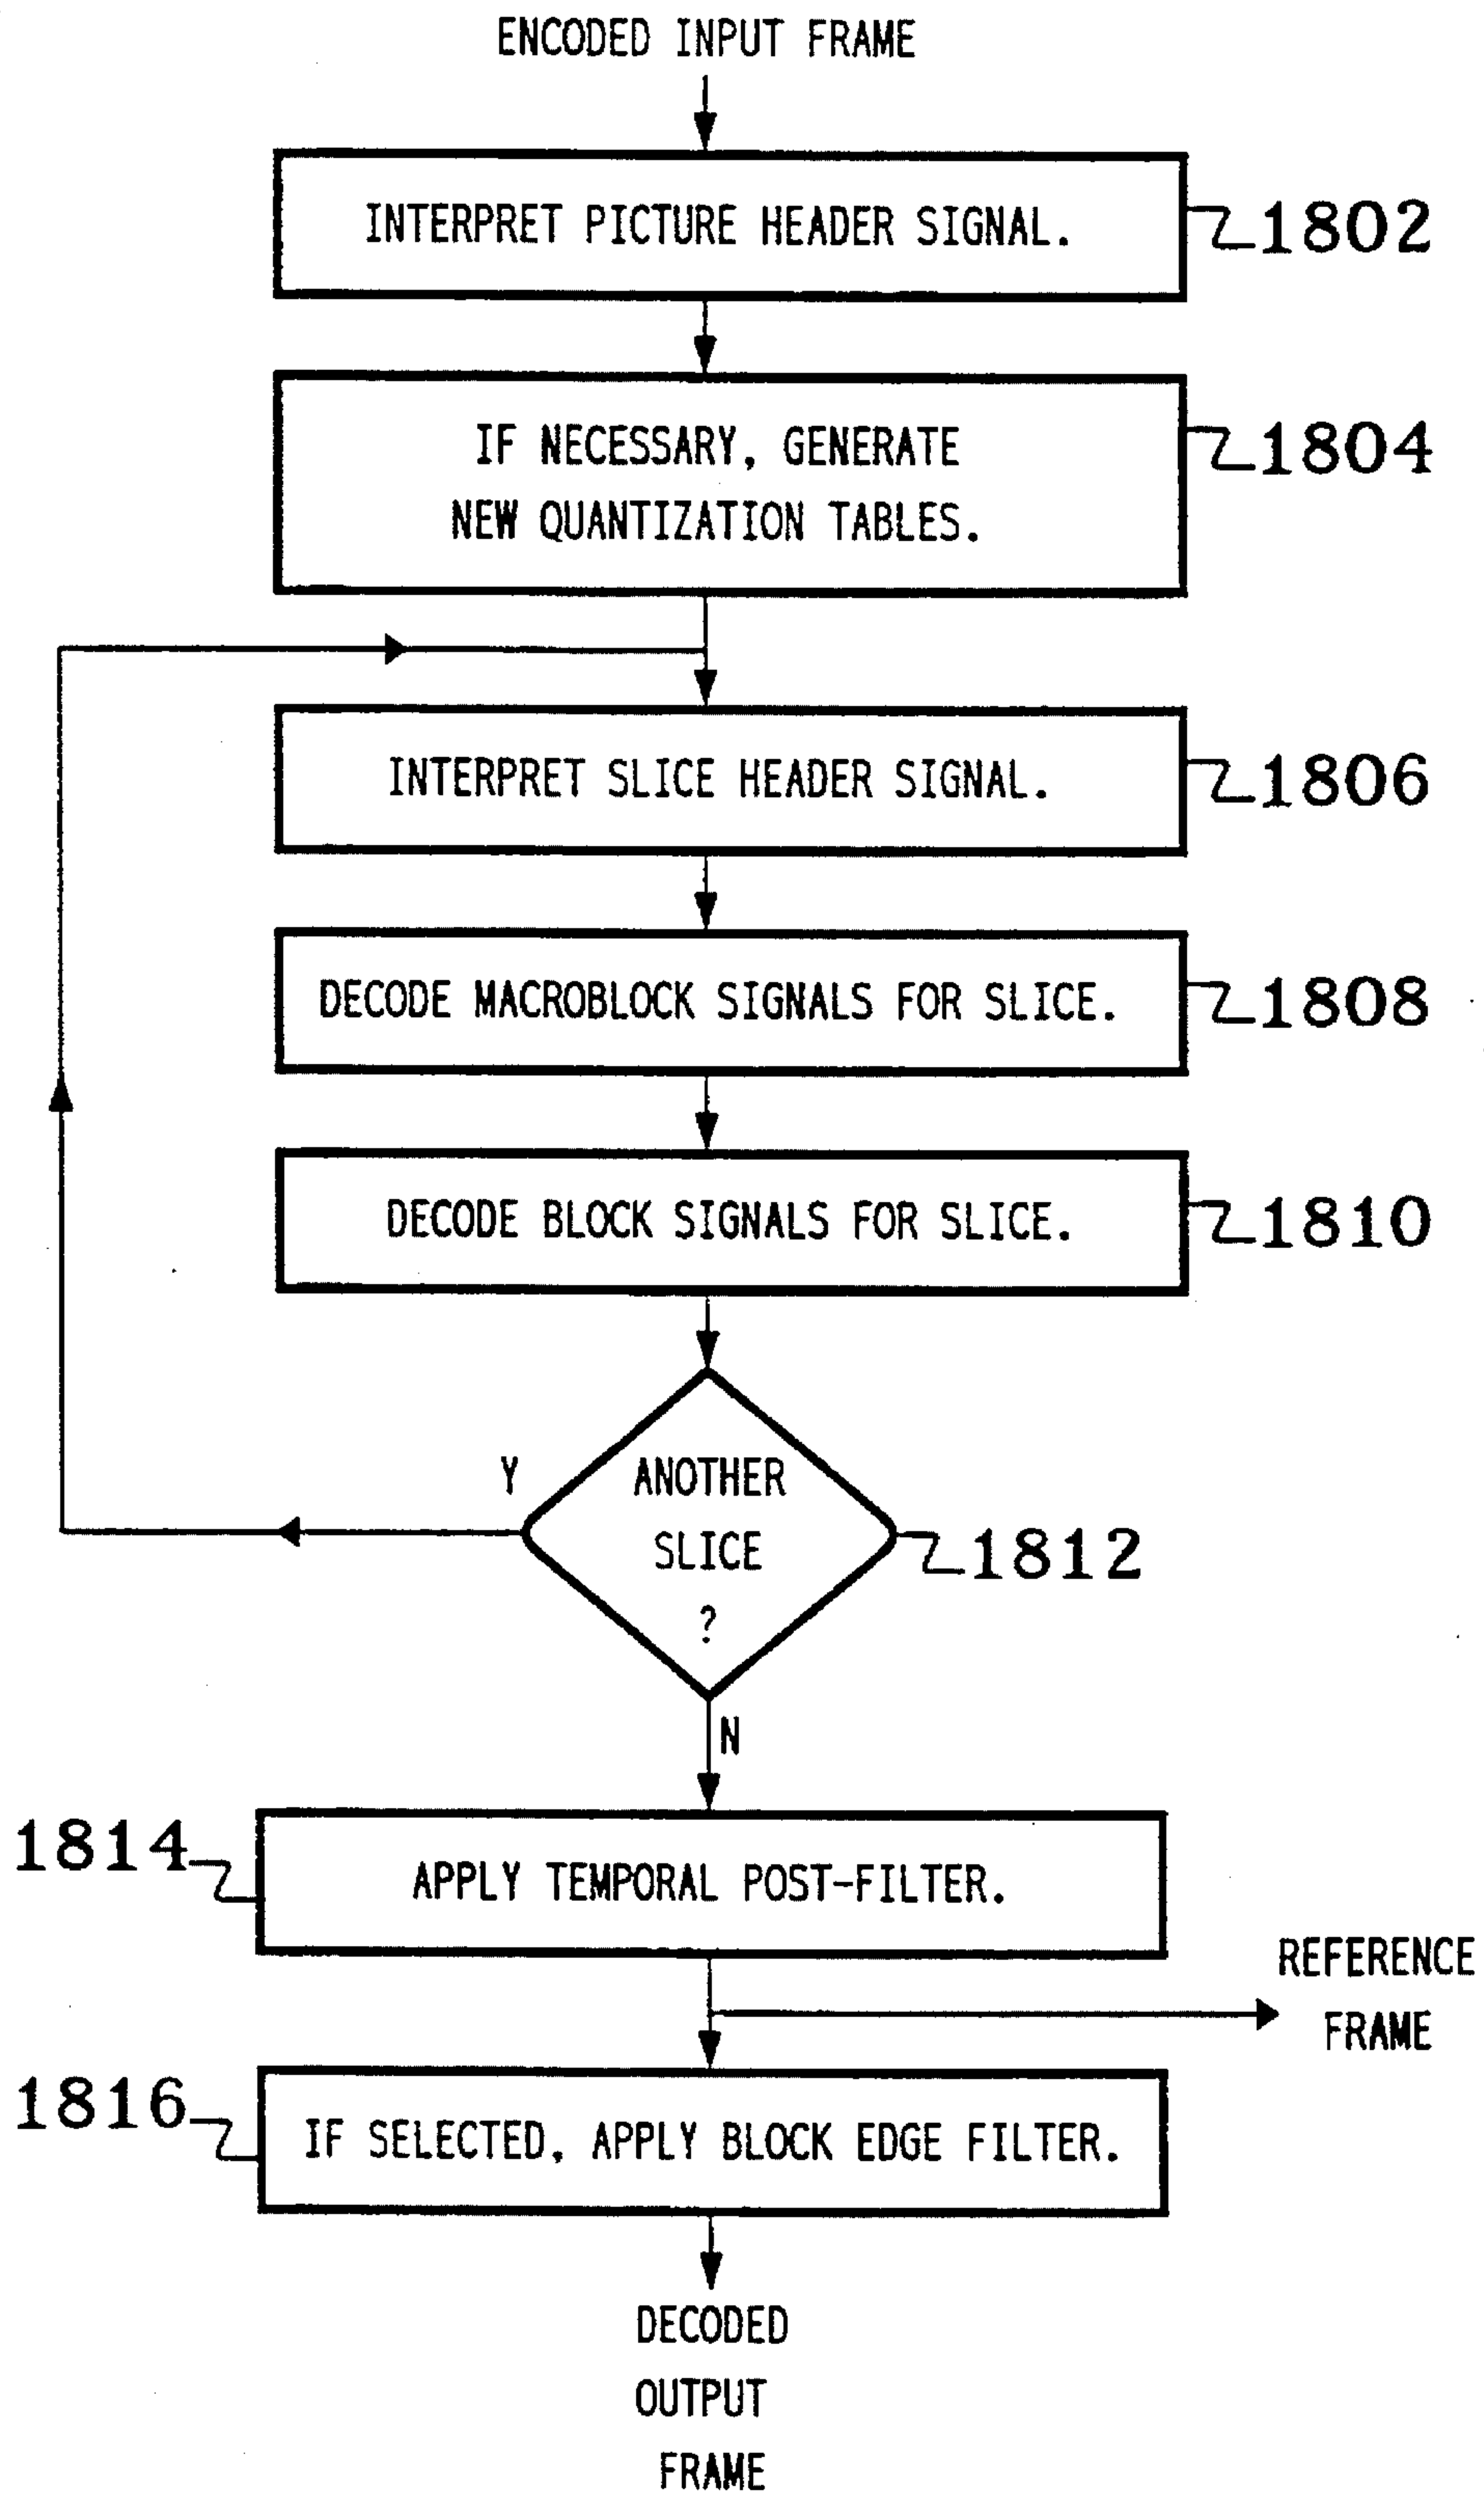 ENCODED INPUT FRAME
INTERPRET PICTURE HEADER SIGNAL.
1802
IF NECESSARY, GENERATE
NEW QUANTIZATION TABLES.
1804
INTERPRET SLICE HEADER SIGNAL.
1806
DECODE MACROBLOCK SIGNALS FOR SLICE.
1808
DECODE BLOCK SIGNALS FOR SLICE.
1810
Y
ANOTHER
SLICE
?
1812
N
1814
APPLY TEMPORAL POST-FILTER.
REFERENCE
FRAME
1816
IF SELECTED, APPLY BLOCK EDGE FILTER.
DECODED
OUTPUT
FRAME